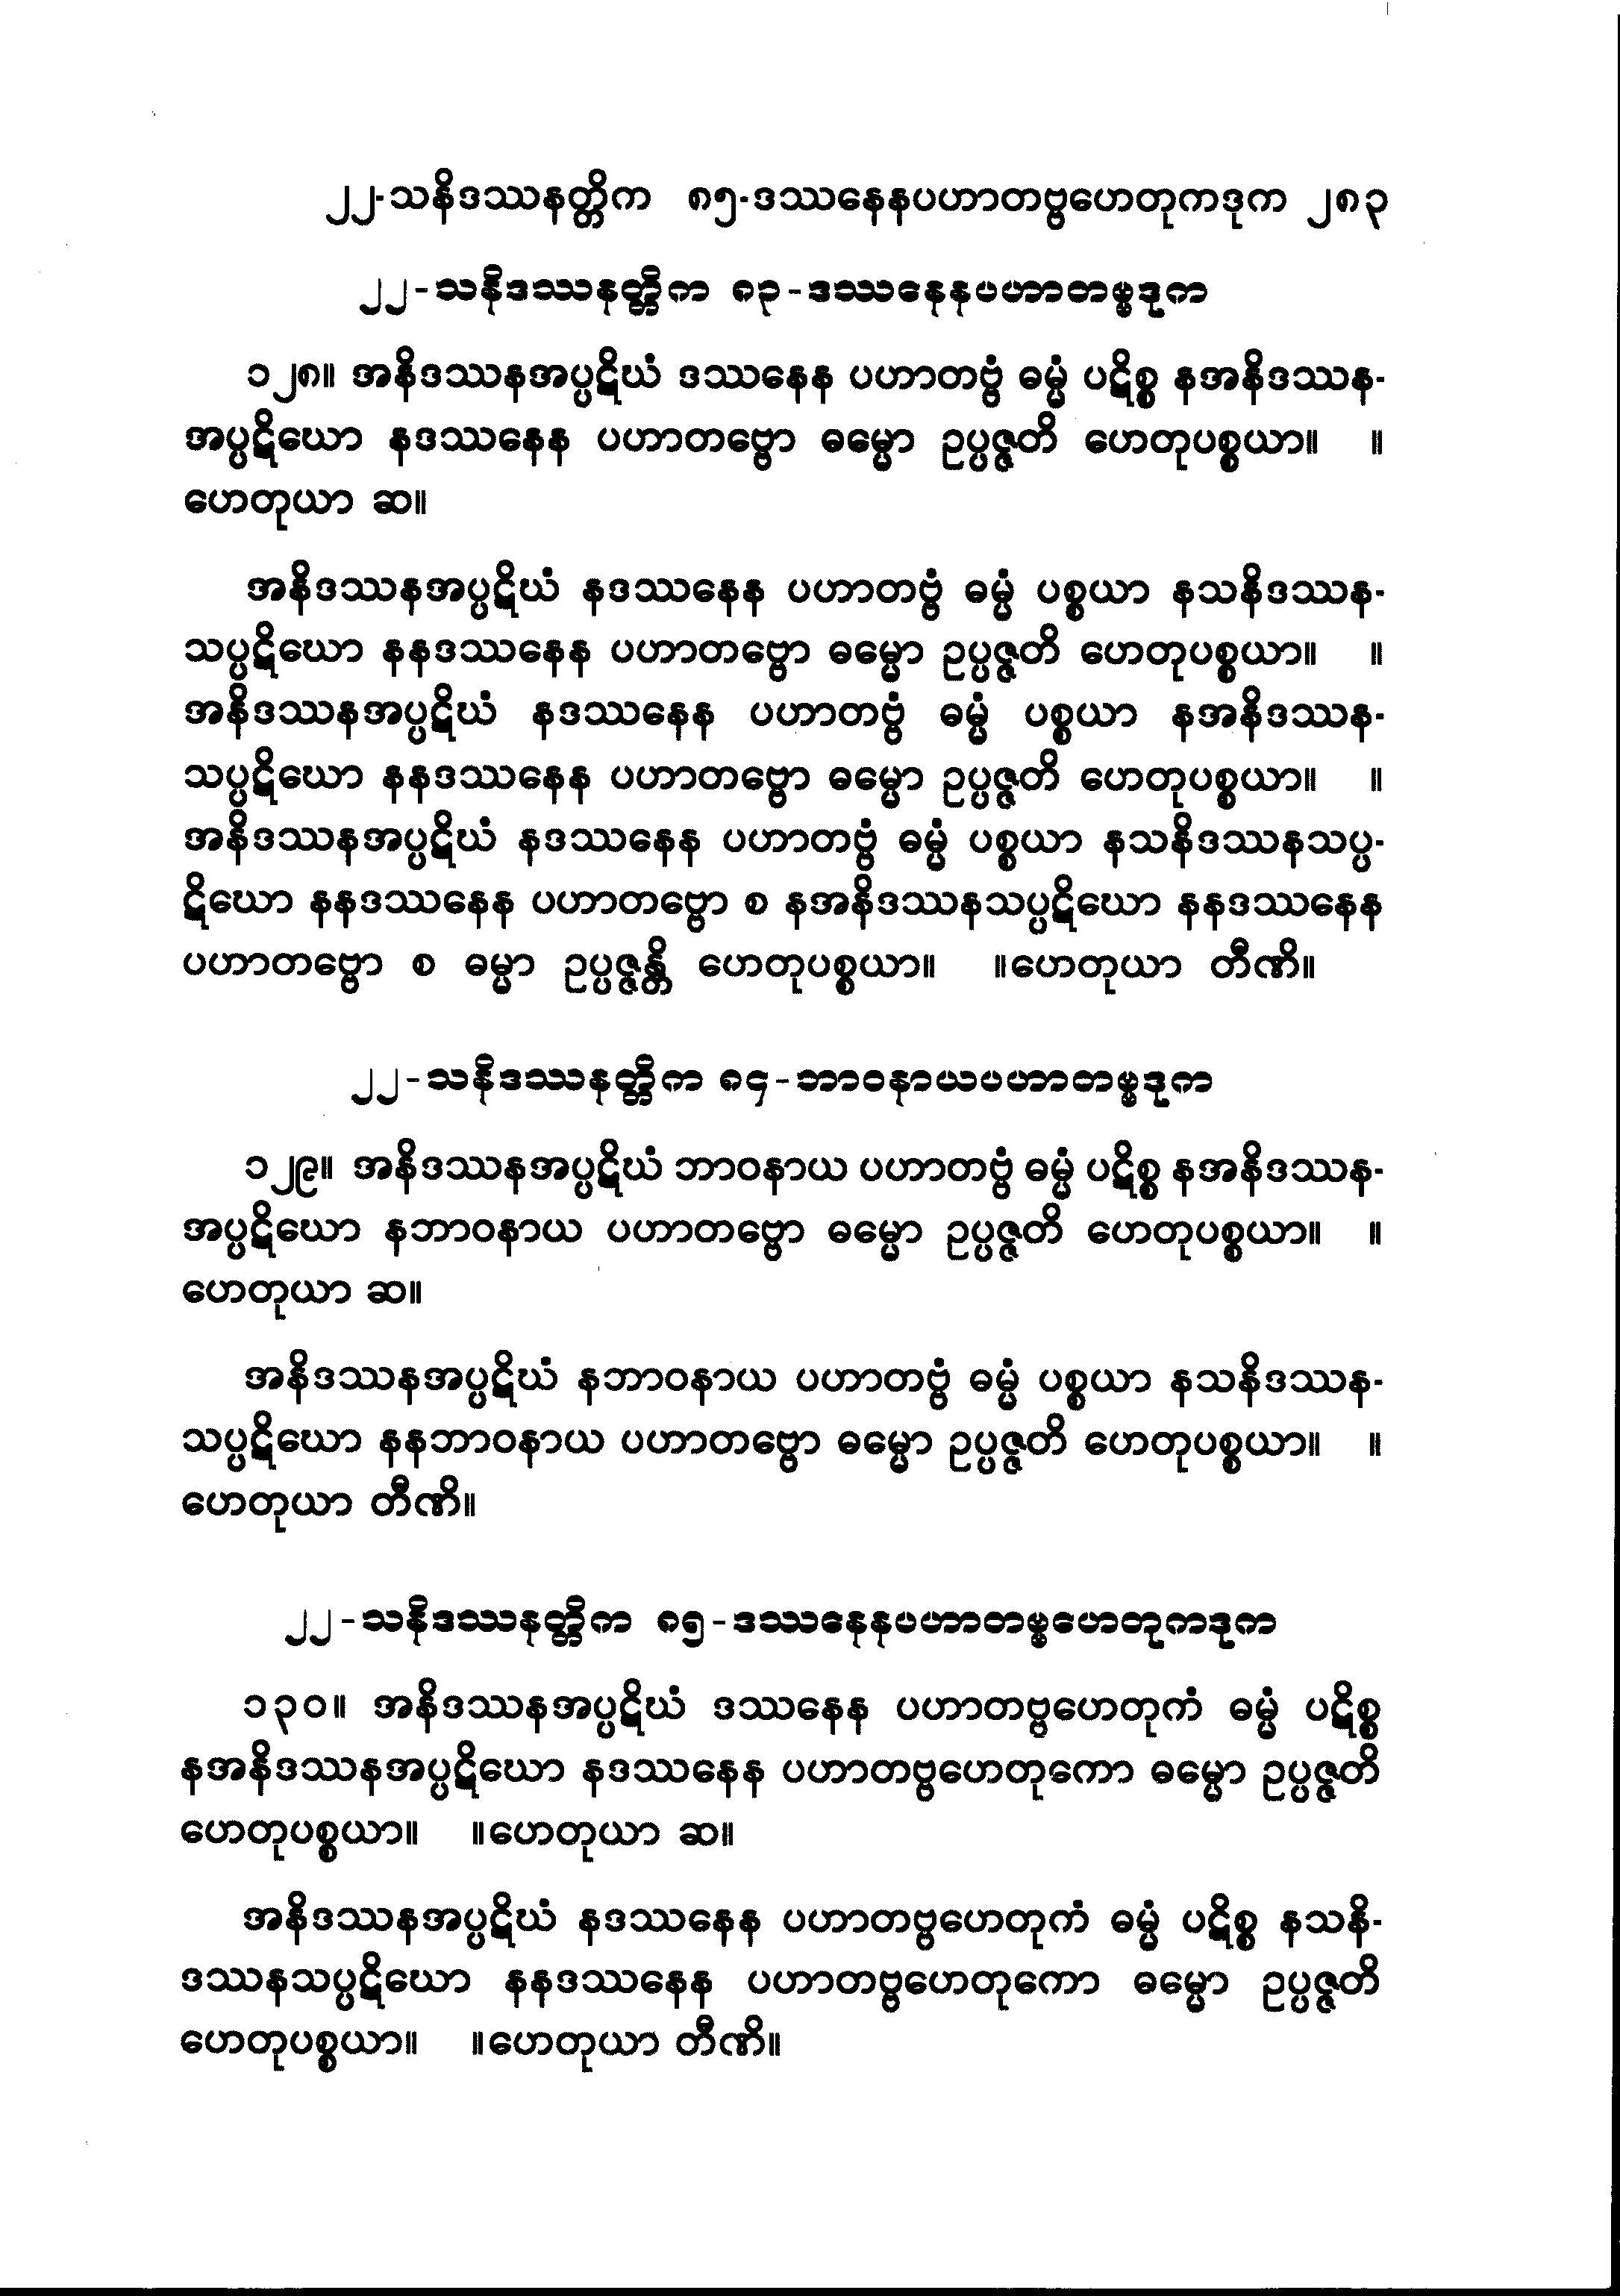 ၂၂-သနိဒဿနတ္တိက ၈၅-ဒဿနေနပဟာတဗ္ဗဟေတုကဒုက ၂၈၃
၂၂-သနိဒဿနတ္တိက ၈၃-ဒဿနေနပဟာတဗ္ဗဒုက
၁၂၈။ အနိဒဿနအပ္ပဋိဃံ ဒဿနေန ပဟာတဗ္ဗံ ဓမ္မံ ပဋိစ္စ နအနိဒဿန-
အပ္ပဋိဃော နဒဿနေန ပဟာတဗ္ဗော ဓမ္မော ဥပ္ပဇ္ဇတိ ဟေတုပစ္စယာ။ ။
ဟေတုယာ ဆ။
အနိဒဿနအပ္ပဋိဃံ နဒဿနေန ပဟာတဗ္ဗံ ဓမ္မံ ပစ္စယာ နသနိဒဿန-
သပ္ပဋိဃော နနဒဿနေန ပဟာတဗ္ဗော ဓမ္မော ဥပ္ပဇ္ဇတိ ဟေတုပစ္စယာ။ ။
အနိဒဿနအပ္ပဋိဃံ နဒဿနေန ပဟာတဗ္ဗံ ဓမ္မံ ပစ္စယာ နအနိဒဿန-
သပ္ပဋိဃော နနဒဿနေန ပဟာတဗ္ဗော ဓမ္မော ဥပ္ပဇ္ဇတိ ဟေတုပစ္စယာ။ ။
အနိဒဿနအပ္ပဋိဃံ နဒဿနေန ပဟာတဗ္ဗံ ဓမ္မံ ပစ္စယာ နသနိဒဿနသပ္ပ-
ဋိဃော နနဒဿနေန ပဟာတဗ္ဗော စ နအနိဒဿနသပ္ပဋိဃော နနဒဿနေန
ပဟာတဗ္ဗော စ ဓမ္မာ ဥပ္ပဇ္ဇန္တိ ဟေတုပစ္စယာ။ ။ဟေတုယာ တီဏိ။
၂၂-သနိဒဿနတ္တိက ၈၄-ဘာဝနာယပဟာတဗ္ဗဒုက
၁၂၉။ အနိဒဿနအပ္ပဋိဃံ ဘာဝနာယ ပဟာတဗ္ဗံ ဓမ္မံ ပဋိစ္စ နအနိဒဿန-
အပ္ပဋိဃော နဘာဝနာယ ပဟာတဗ္ဗော ဓမ္မော ဥပ္ပဇ္ဇတိ ဟေတုပစ္စယာ။ ။
ဟေတုယာ ဆ။
အနိဒဿနအပ္ပဋိဃံ နဘာဝနာယ ပဟာတဗ္ဗံ ဓမ္မံ ပစ္စယာ နသနိဒဿန-
သပ္ပဋိဃော နနဘာဝနာယ ပဟာတဗ္ဗော ဓမ္မော ဥပ္ပဇ္ဇတိ ဟေတုပစ္စယာ။ ။
ဟေတုယာ တီဏိ။
၂၂-သနိဒဿနတ္တိက ၈၅-ဒဿနေနပဟာတဗ္ဗဟေတုကဒုက
၁၃၀။ အနိဒဿနအပ္ပဋိဃံ ဒဿနေန ပဟာတဗ္ဗဟေတုကံ ဓမ္မံ ပဋိစ္စ
နအနိဒဿနအပ္ပဋိဃော နဒဿနေန ပဟာတဗ္ဗဟေတုကော ဓမ္မော ဥပ္ပဇ္ဇတိ
ဟေတုပစ္စယာ။ ။ဟေတုယာ ဆ။
အနိဒဿနအပ္ပဋိဃံ နဒဿနေန ပဟာတဗ္ဗဟေတုကံ ဓမ္မံ ပဋိစ္စ နသနိ-
ဒဿနသပ္ပဋိဃော နနဒဿနေန ပဟာတဗ္ဗဟေတုကော ဓမ္မော ဥပ္ပဇ္ဇတိ
ဟေတုပစ္စယာ။ ။ဟေတုယာ တီဏိ။